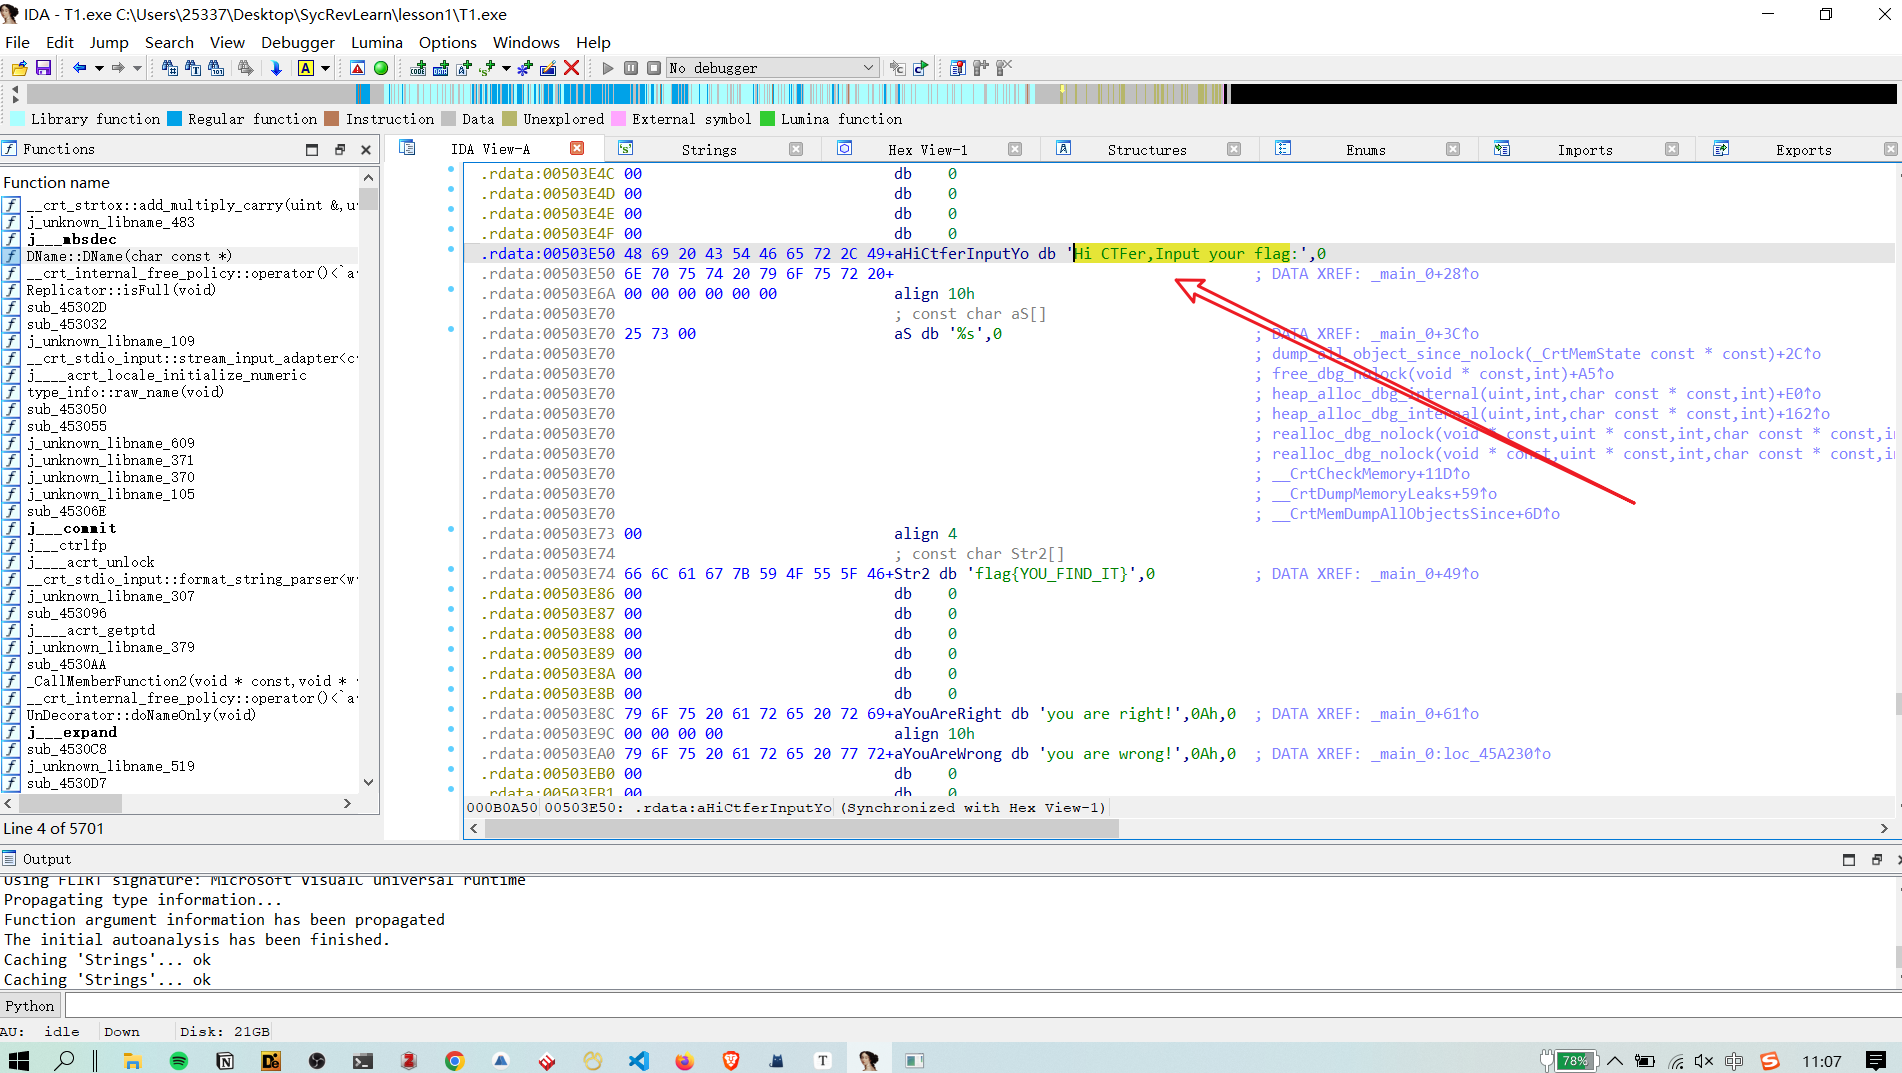 IDA - T1.exe C:\Users\25337\Desktop\SycRevLearn\lesson1\T1.exe
File Edit Jump Search View Debugger Lumina Options Windows Help
No debugger
Library function Regular function Instruction Data Unexplored External symbol Lumina function
Functions
IDA View-A Strings Hex View-1 Structures Enums Imports Exports
Function name
__crt_strtox::add_multiply_carry(uint &,u
j_unknown_libname_483
j___mbsdec
DName::DName(char const *)
__crt_internal_free_policy::operator()<`a
Replicator::isFull(void)
sub_45302D
sub_453032
j_unknown_libname_109
__crt_stdio_input::stream_input_adapter<c
j____acrt_locale_initialize_numeric
type_info::raw_name(void)
sub_453050
sub_453055
j_unknown_libname_609
j_unknown_libname_371
j_unknown_libname_370
j_unknown_libname_105
sub_45306E
j___commit
j___ctrlfp
j____acrt_unlock
__crt_stdio_input::format_string_parser<w
j_unknown_libname_307
sub_453096
j____acrt_getptd
j_unknown_libname_379
sub_4530AA
_CallMemberFunction2(void * const,void *
__crt_internal_free_policy::operator()<`a
UnDecorator::doNameOnly(void)
j___expand
sub_4530C8
j_unknown_libname_519
sub_4530D7
Line 4 of 5701
.rdata:00503E4C 00 db 0
.rdata:00503E4D 00 db 0
.rdata:00503E4E 00 db 0
.rdata:00503E4F 00 db 0
.rdata:00503E50 48 69 20 43 54 46 65 72 2C 49+aHiCtferInputYo db 'Hi CTFer,Input your flag:',0
.rdata:00503E50 6E 70 75 74 20 79 6F 75 72 20+ ; DATA XREF: _main_0+28↑o
.rdata:00503E6A 00 00 00 00 00 00 align 10h
.rdata:00503E70 ; const char aS[]
.rdata:00503E70 25 73 00 aS db '%s',0 ; DATA XREF: _main_0+3C↑o
.rdata:00503E70 ; dump_all_object_since_nolock(_CrtMemState const * const)+2C↑o
.rdata:00503E70 ; free_dbg_nolock(void * const,int)+A5↑o
.rdata:00503E70 ; heap_alloc_dbg_internal(uint,int,char const * const,int)+E0↑o
.rdata:00503E70 ; heap_alloc_dbg_internal(uint,int,char const * const,int)+162↑o
.rdata:00503E70 ; realloc_dbg_nolock(void * const,uint * const,int,char const * const,i
.rdata:00503E70 ; realloc_dbg_nolock(void * const,uint * const,int,char const * const,i
.rdata:00503E70 ; __CrtCheckMemory+11D↑o
.rdata:00503E70 ; __CrtDumpMemoryLeaks+59↑o
.rdata:00503E70 ; __CrtMemDumpAllObjectsSince+6D↑o
.rdata:00503E73 00 align 4
.rdata:00503E74 ; const char Str2[]
.rdata:00503E74 66 6C 61 67 7B 59 4F 55 5F 46+Str2 db 'flag{YOU_FIND_IT}',0 ; DATA XREF: _main_0+49↑o
.rdata:00503E86 00 db 0
.rdata:00503E87 00 db 0
.rdata:00503E88 00 db 0
.rdata:00503E89 00 db 0
.rdata:00503E8A 00 db 0
.rdata:00503E8B 00 db 0
.rdata:00503E8C 79 6F 75 20 61 72 65 20 72 69+aYouAreRight db 'you are right!',0Ah,0 ; DATA XREF: _main_0+61↑o
.rdata:00503E9C 00 00 00 00 align 10h
.rdata:00503EA0 79 6F 75 20 61 72 65 20 77 72+aYouAreWrong db 'you are wrong!',0Ah,0 ; DATA XREF: _main_0:loc_45A230↑o
.rdata:00503EB0 00 db 0
.rdata:00503EB1 00 db 0
000B0A50 00503E50: .rdata:aHiCtferInputYo (Synchronized with Hex View-1)
Output
Using FLIRT signature: Microsoft VisualC universal runtime
Propagating type information...
Function argument information has been propagated
The initial autoanalysis has been finished.
Caching 'Strings'... ok
Caching 'Strings'... ok
Python
AU: idle Down Disk: 21GB
78% 11:07